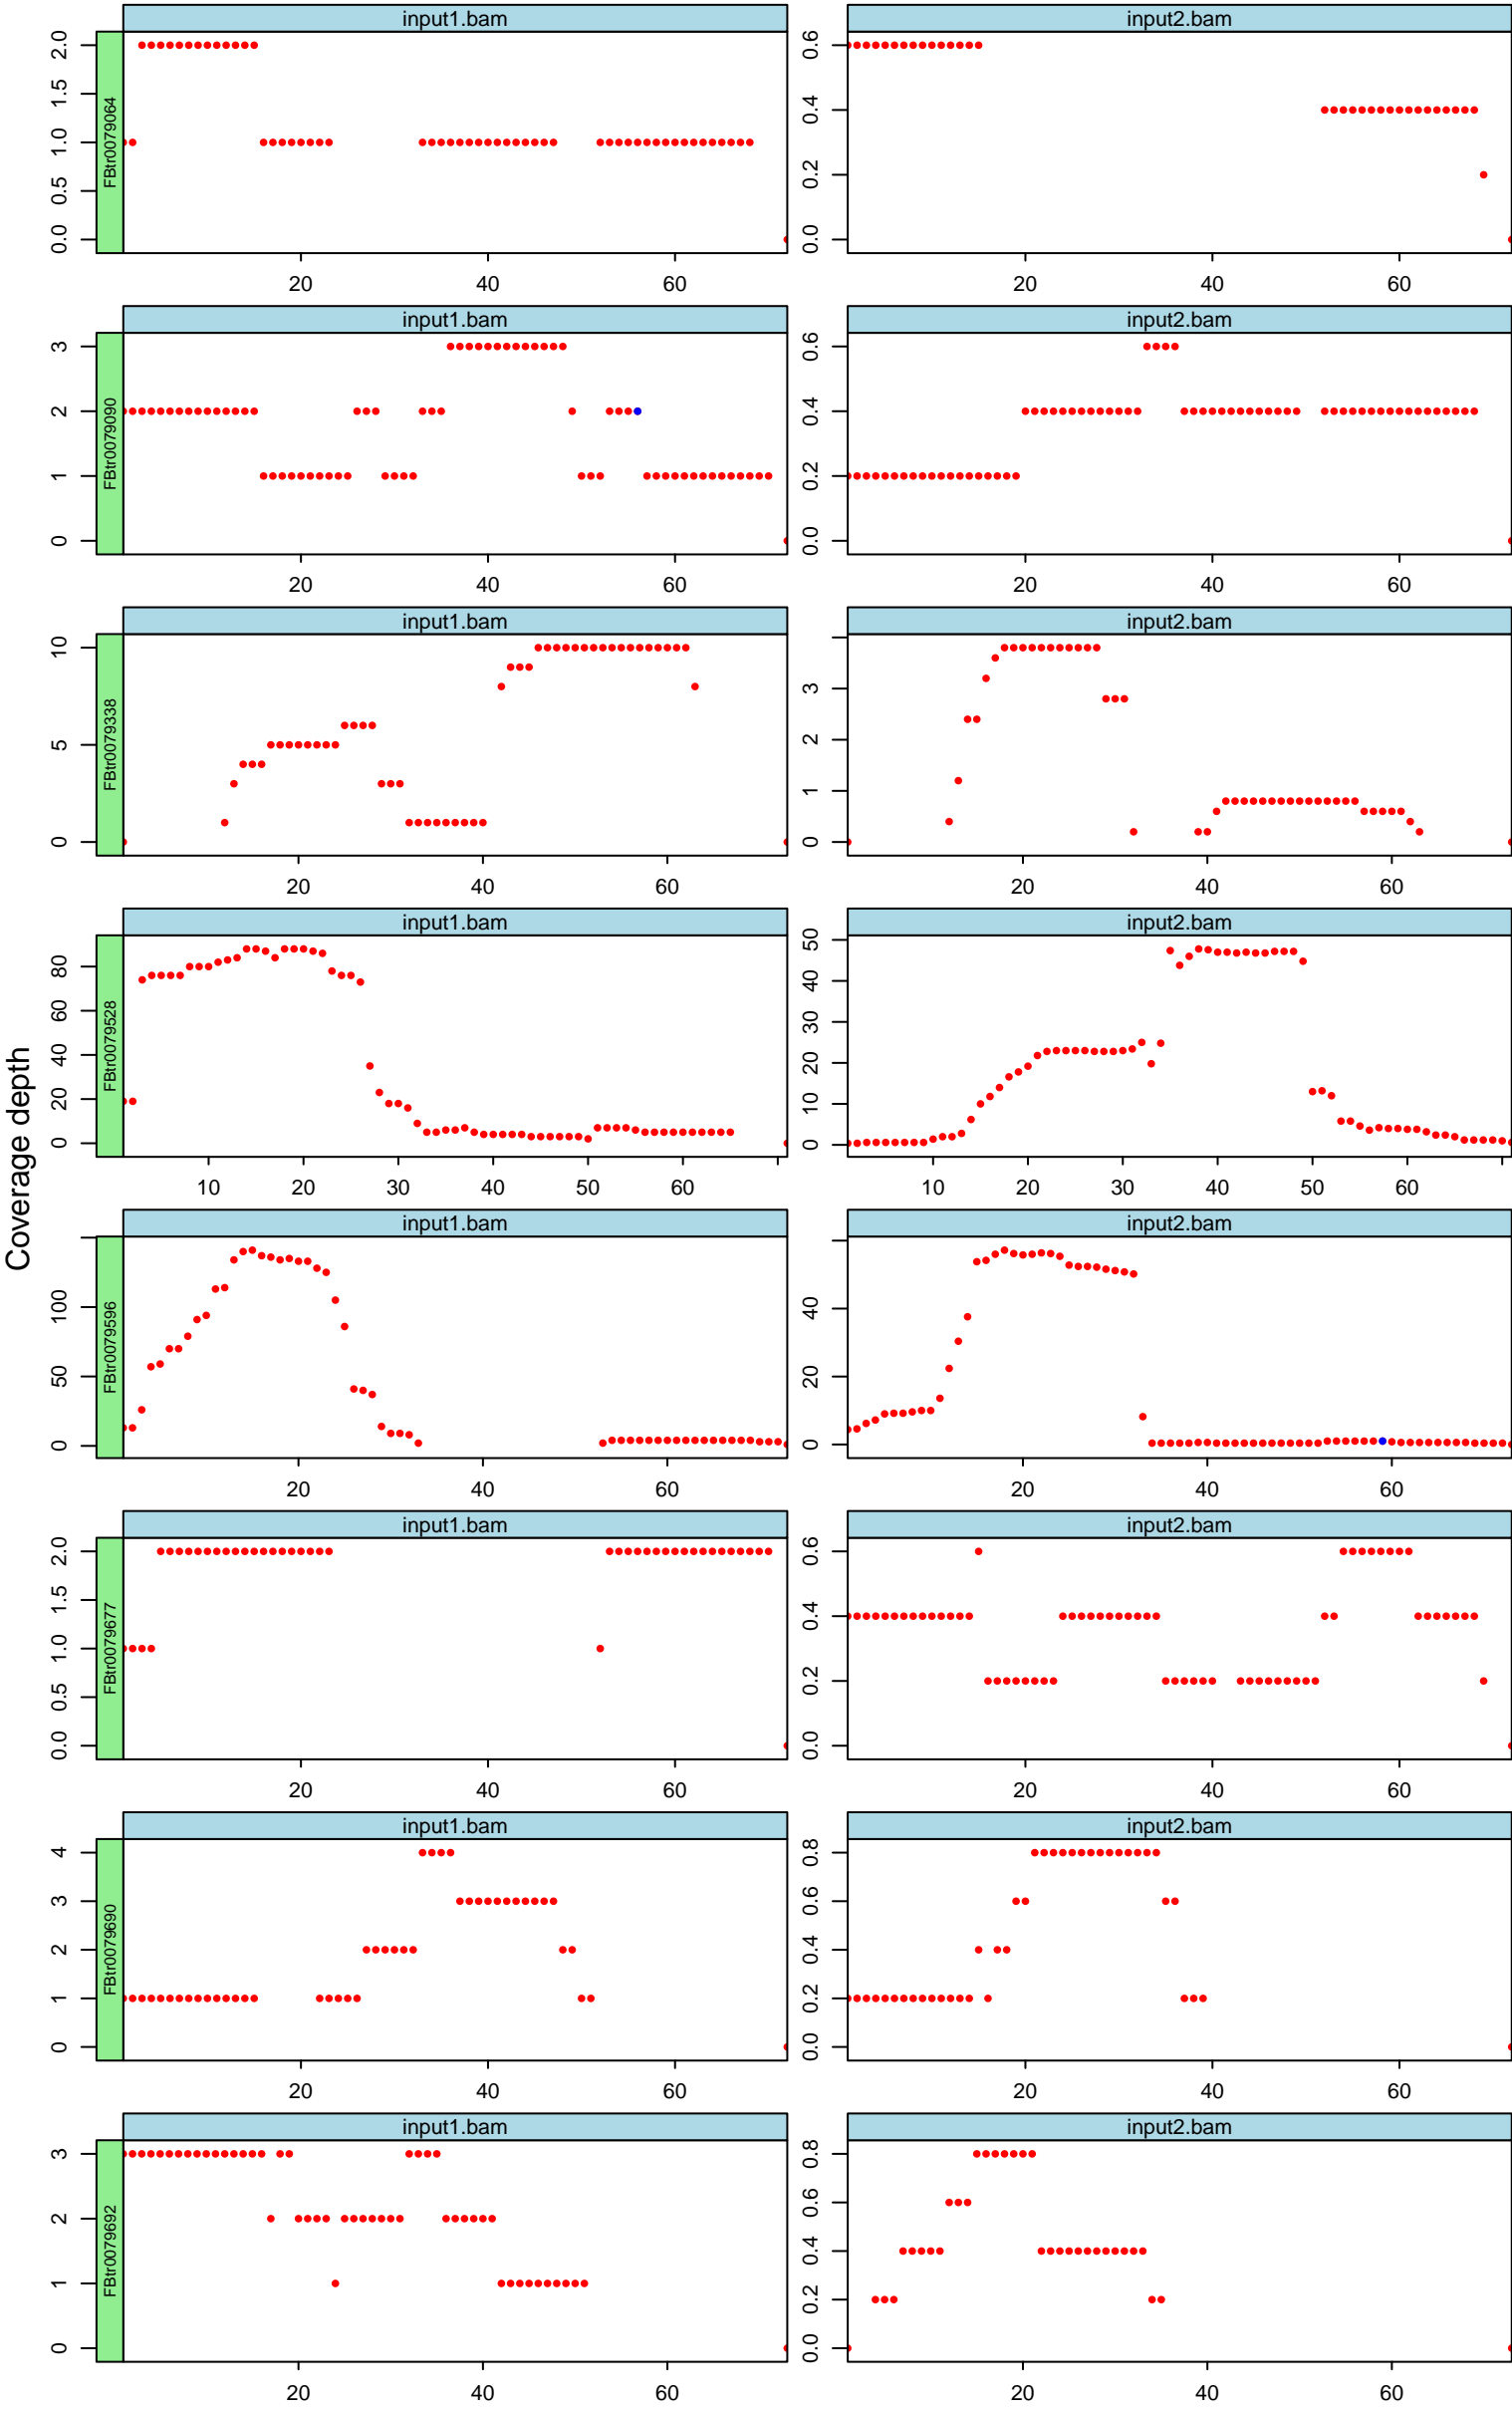 Coverage depth
input1.bam
input2.bam
FBtr0079064
0.0 0.5 1.0 1.5 2.0
0.0 0.2 0.4 0.6
20 40 60
20 40 60
input1.bam
input2.bam
FBtr0079090
0 1 2 3
0.0 0.2 0.4 0.6
20 40 60
20 40 60
input1.bam
input2.bam
FBtr0079338
0 5 10
0 1 2 3
20 40 60
20 40 60
input1.bam
input2.bam
FBtr0079528
0 20 40 60 80
0 10 20 30 40 50
10 20 30 40 50 60
10 20 30 40 50 60
input1.bam
input2.bam
FBtr0079596
0 50 100
0 20 40
20 40 60
20 40 60
input1.bam
input2.bam
FBtr0079677
0.0 0.5 1.0 1.5 2.0
0.0 0.2 0.4 0.6
20 40 60
20 40 60
input1.bam
input2.bam
FBtr0079690
0 1 2 3 4
0.0 0.2 0.4 0.6 0.8
20 40 60
20 40 60
input1.bam
input2.bam
FBtr0079692
0 1 2 3
0.0 0.2 0.4 0.6 0.8
20 40 60
20 40 60